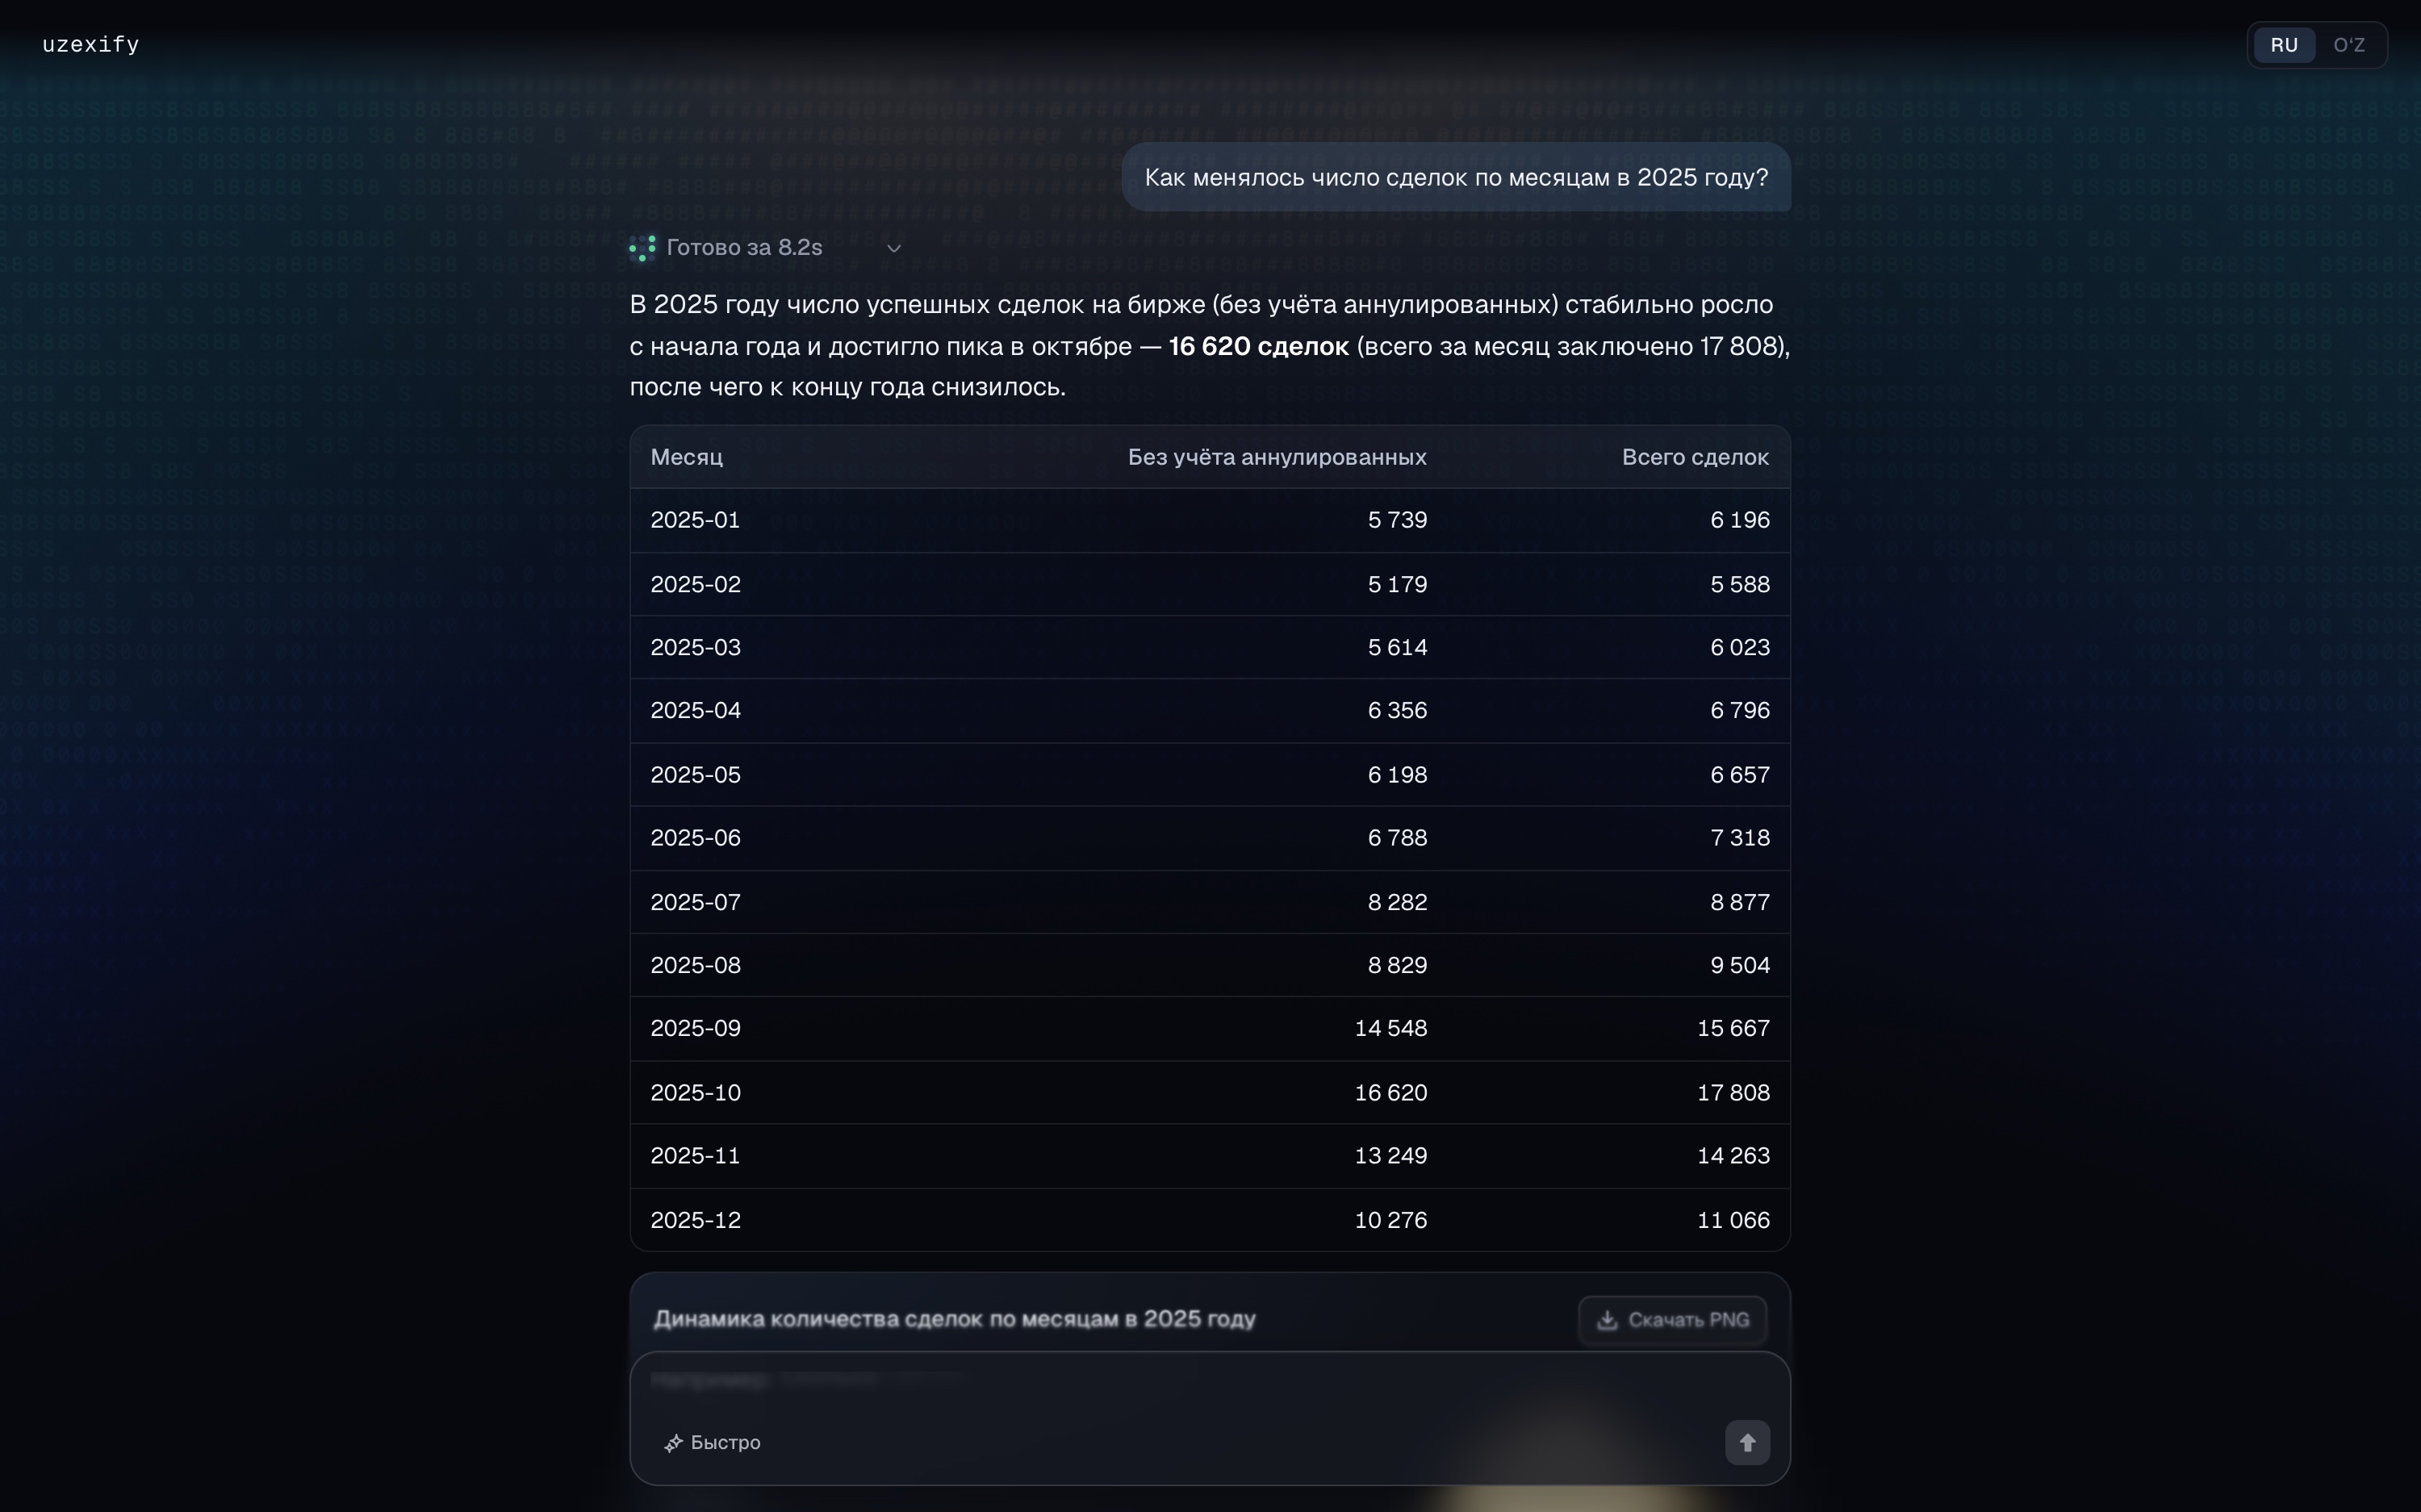 uzexify
RU O‘Z
Как менялось число сделок по месяцам в 2025 году?
Готово за 8.2s
В 2025 году число успешных сделок на бирже (без учёта аннулированных) стабильно росло
с начала года и достигло пика в октябре — 16 620 сделок (всего за месяц заключено 17 808),
после чего к концу года снизилось.
Месяц Без учёта аннулированных Всего сделок
2025-01 5 739 6 196
2025-02 5 179 5 588
2025-03 5 614 6 023
2025-04 6 356 6 796
2025-05 6 198 6 657
2025-06 6 788 7 318
2025-07 8 282 8 877
2025-08 8 829 9 504
2025-09 14 548 15 667
2025-10 16 620 17 808
2025-11 13 249 14 263
2025-12 10 276 11 066
Динамика количества сделок по месяцам в 2025 году Скачать PNG
Быстро